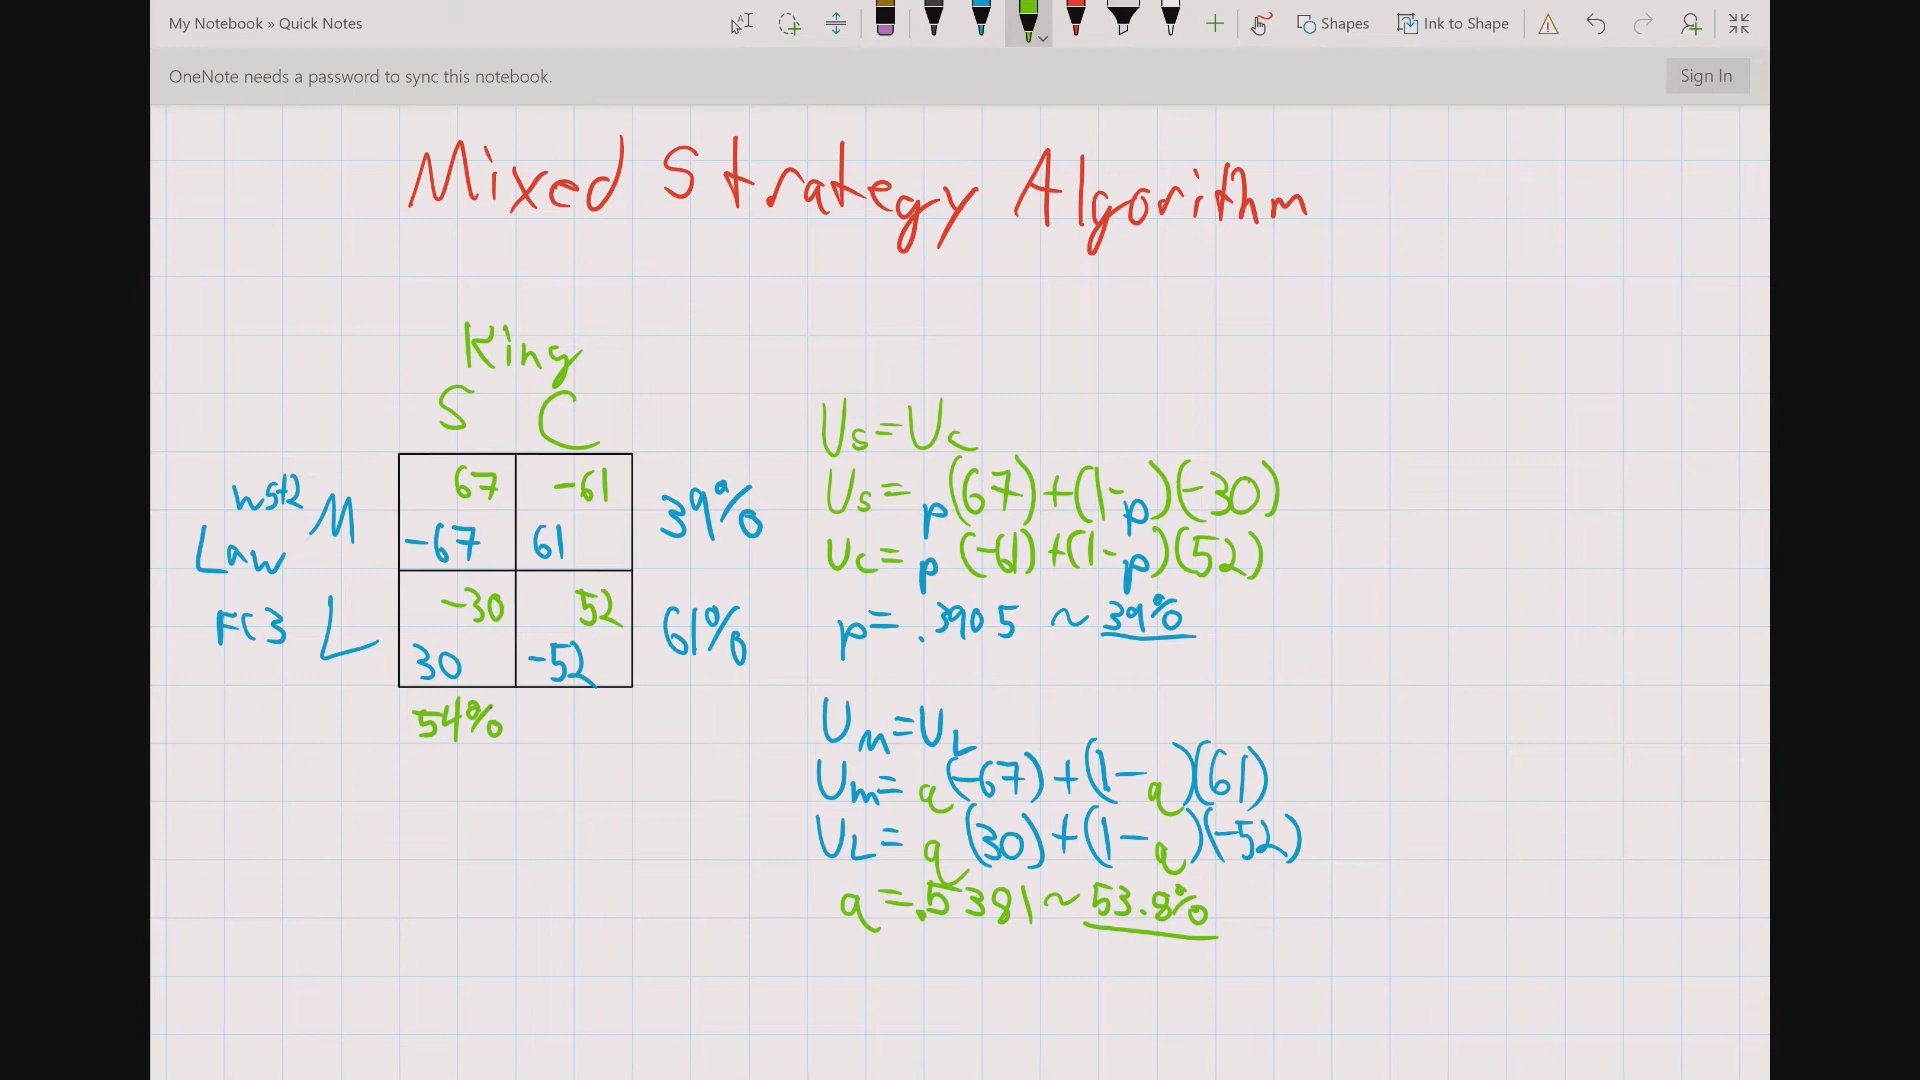 My Notebook » Quick Notes
Shapes
Ink to Shape
OneNote needs a password to sync this notebook.
Sign In
Mixed Strategy Algorithm
King
S C
67 -61
M
-67 61
39%
Law
-30 52
FC3 L
61%
30 -52
54%
Us=Uc
Us= p(67)+(1-p)(-30)
uc= p(-61)+(1-p)(52)
p= .3905 ~ 39%
Um=UL
Um= q(-67)+(1-q)(61)
UL= q(30)+(1-q)(-52)
q=.5381~53.8%